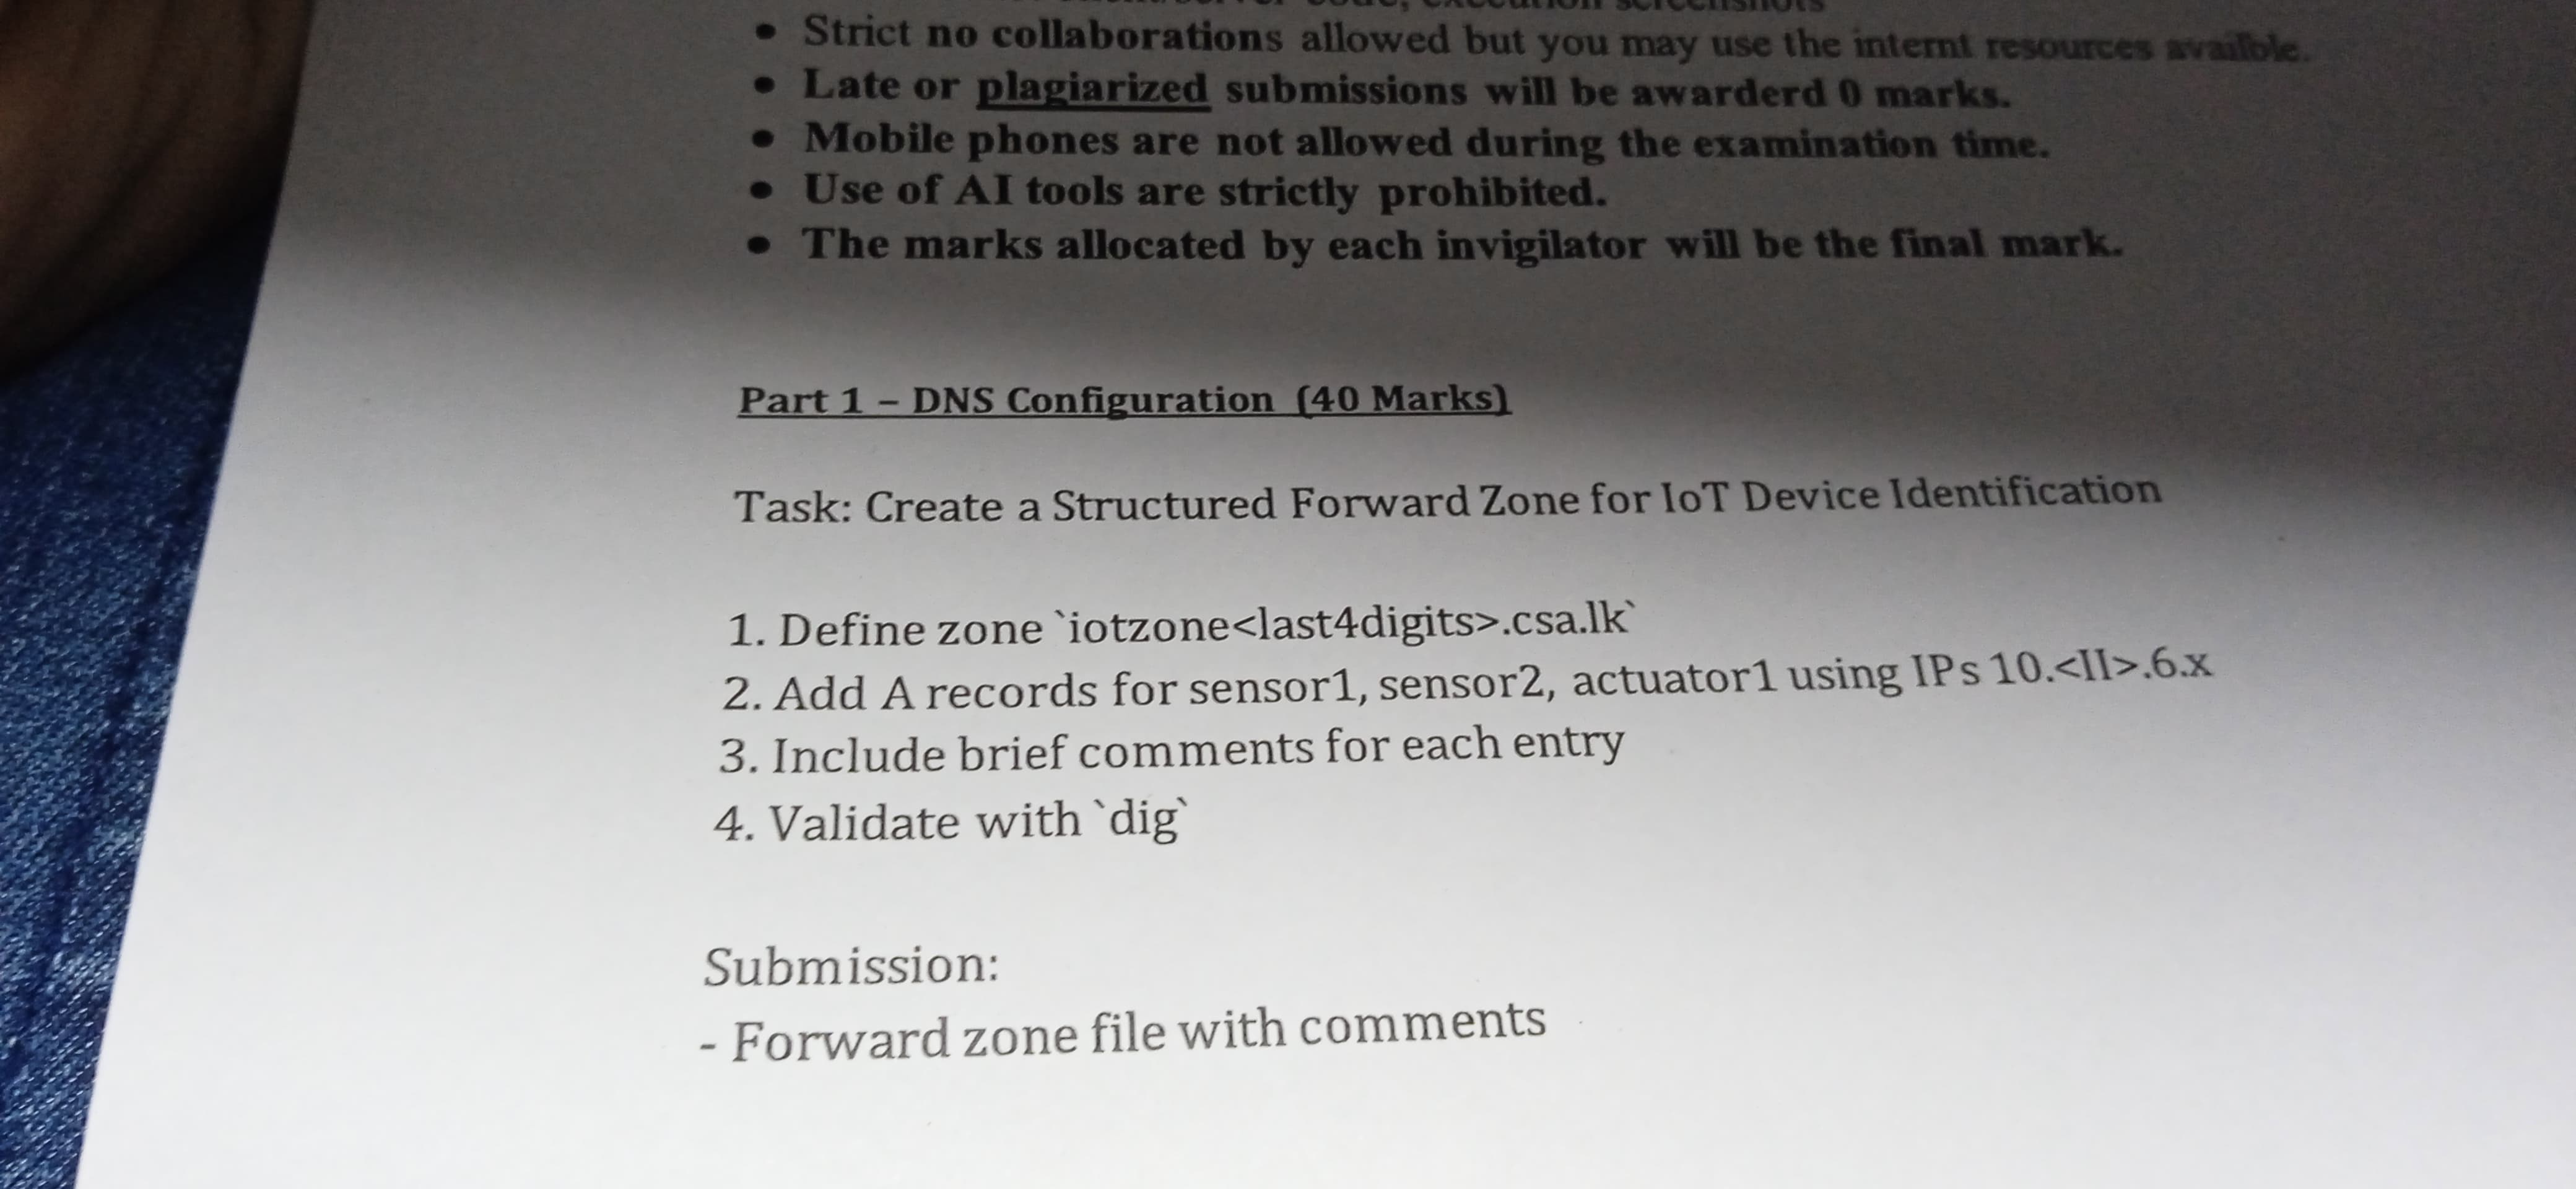 code, execution screenshots
• Strict no collaborations allowed but you may use the internt resources availble.
• Late or plagiarized submissions will be awarderd 0 marks.
• Mobile phones are not allowed during the examination time.
• Use of AI tools are strictly prohibited.
• The marks allocated by each invigilator will be the final mark.
Part 1 – DNS Configuration (40 Marks)
Task: Create a Structured Forward Zone for IoT Device Identification
1. Define zone `iotzone<last4digits>.csa.lk`
2. Add A records for sensor1, sensor2, actuator1 using IPs 10.<II>.6.x
3. Include brief comments for each entry
4. Validate with `dig`
Submission:
- Forward zone file with comments